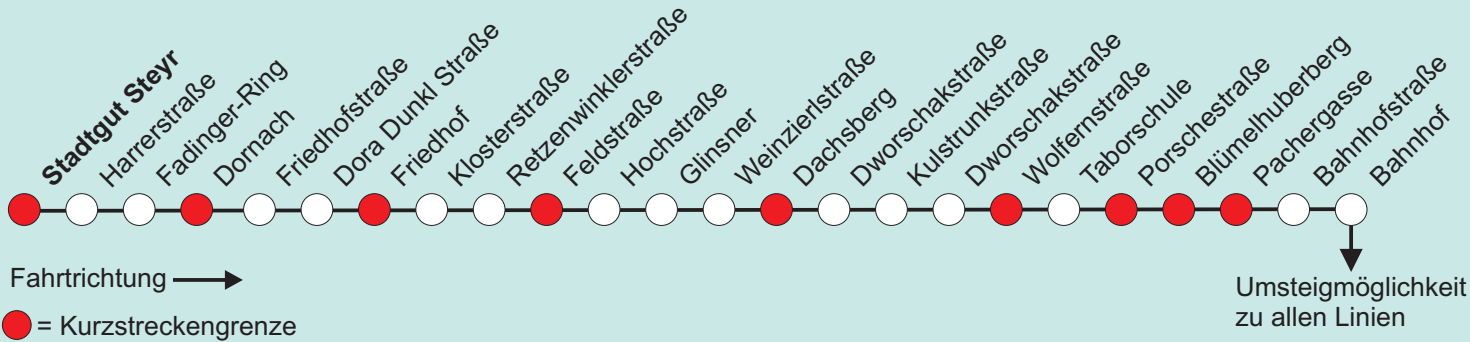 Stadtgut Steyr
Harrerstraße
Fadinger-Ring
Dornach
Friedhofstraße
Dora Dunkl Straße
Friedhof
Klosterstraße
Retzenwinklerstraße
Feldstraße
Hochstraße
Glinsner
Weinzierlstraße
Dachsberg
Dworschakstraße
Kulstrunkstraße
Dworschakstraße
Wolfernstraße
Taborschule
Porschestraße
Blümelhuberberg
Pachergasse
Bahnhofstraße
Bahnhof
Fahrtrichtung
= Kurzstreckengrenze
Umsteigmöglichkeit
zu allen Linien